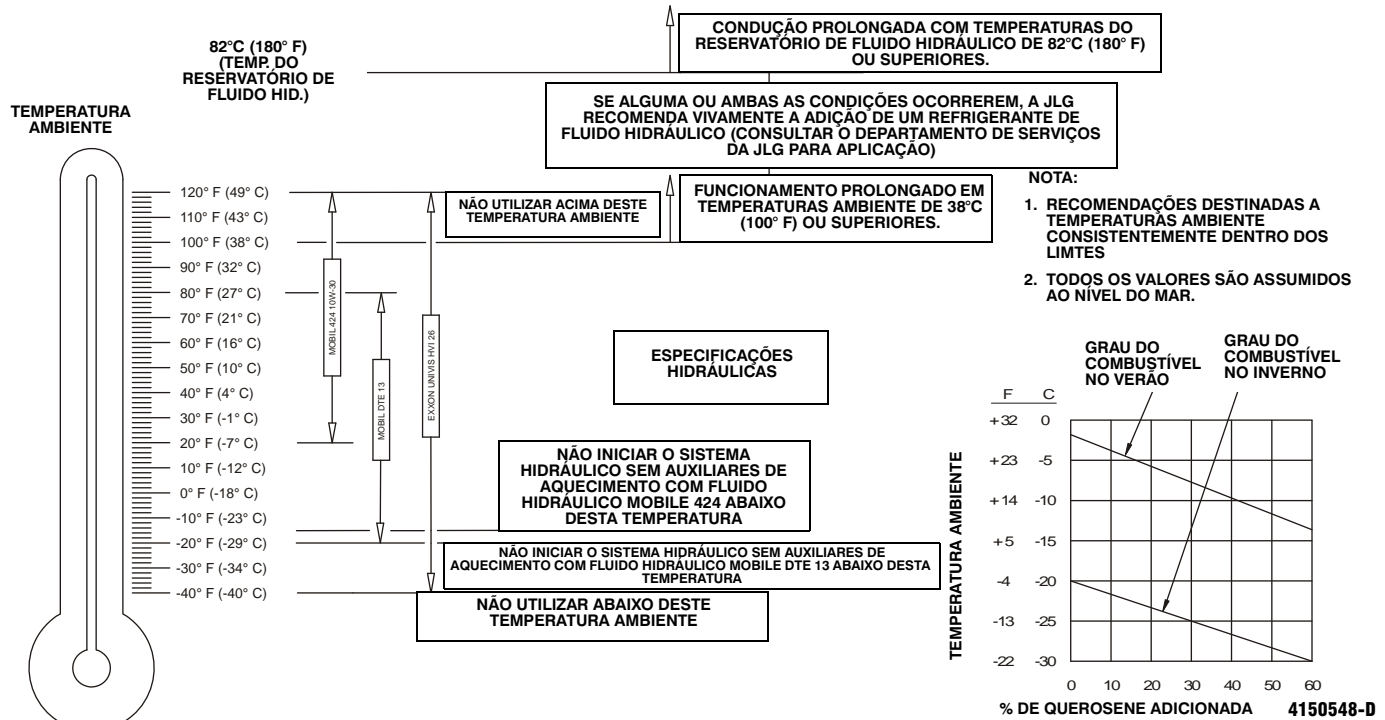 82°C (180° F)
(TEMP. DO
RESERVATÓRIO DE
FLUIDO HID.)
CONDUÇÃO PROLONGADA COM TEMPERATURAS DO
RESERVATÓRIO DE FLUIDO HIDRÁULICO DE 82°C (180° F)
OU SUPERIORES.
TEMPERATURA
AMBIENTE
SE ALGUMA OU AMBAS AS CONDIÇÕES OCORREREM, A JLG
RECOMENDA VIVAMENTE A ADIÇÃO DE UM REFRIGERANTE DE
FLUIDO HIDRÁULICO (CONSULTAR O DEPARTAMENTO DE SERVIÇOS
DA JLG PARA APLICAÇÃO)
120° F (49° C)
110° F (43° C)
100° F (38° C)
90° F (32° C)
80° F (27° C)
70° F (21° C)
60° F (16° C)
50° F (10° C)
40° F (4° C)
30° F (-1° C)
20° F (-7° C)
10° F (-12° C)
0° F (-18° C)
-10° F (-23° C)
-20° F (-29° C)
-30° F (-34° C)
-40° F (-40° C)
MOBIL 424 10W-30
MOBIL DTE 13
EXXON UNIVIS HVI 26
NÃO UTILIZAR ACIMA DESTE
TEMPERATURA AMBIENTE
FUNCIONAMENTO PROLONGADO EM
TEMPERATURAS AMBIENTE DE 38°C
(100° F) OU SUPERIORES.
ESPECIFICAÇÕES
HIDRÁULICAS
NÃO INICIAR O SISTEMA
HIDRÁULICO SEM AUXILIARES DE
AQUECIMENTO COM FLUIDO
HIDRÁULICO MOBILE 424 ABAIXO
DESTA TEMPERATURA
NÃO INICIAR O SISTEMA HIDRÁULICO SEM AUXILIARES DE
AQUECIMENTO COM FLUIDO HIDRÁULICO MOBILE DTE 13 ABAIXO DESTA
TEMPERATURA
NÃO UTILIZAR ABAIXO DESTE
TEMPERATURA AMBIENTE
NOTA:
1. RECOMENDAÇÕES DESTINADAS A
TEMPERATURAS AMBIENTE
CONSISTENTEMENTE DENTRO DOS
LIMTES
2. TODOS OS VALORES SÃO ASSUMIDOS
AO NÍVEL DO MAR.
GRAU DO
COMBUSTÍVEL
NO VERÃO
GRAU DO
COMBUSTÍVEL
NO INVERNO
TEMPERATURA AMBIENTE
F C
+32 0
+23 -5
+14 -10
+5 -15
-4 -20
-13 -25
-22 -30
0 10 20 30 40 50 60
% DE QUEROSENE ADICIONADA
4150548-D